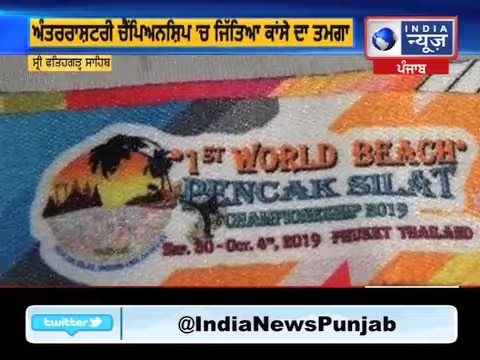 ਅੰਤਰਰਾਸ਼ਟਰੀ ਚੈਂਪਿਅਨਸ਼ਿਪ 'ਚ ਜਿੱਤਿਆ ਕਾਂਸੇ ਦਾ ਤਮਗਾ
ਸ੍ਰੀ ਫਤਿਹਗੜ੍ਹ ਸਾਹਿਬ
INDIA
न्यूज़
ਪੰਜਾਬ
1ST WORLD BEACH
PENCAK SILAT
CHAMPIONSHIP 2019
Sep. 30 - Oct. 4th, 2019 PHUKET THAILAND
twitter
@IndiaNewsPunjab